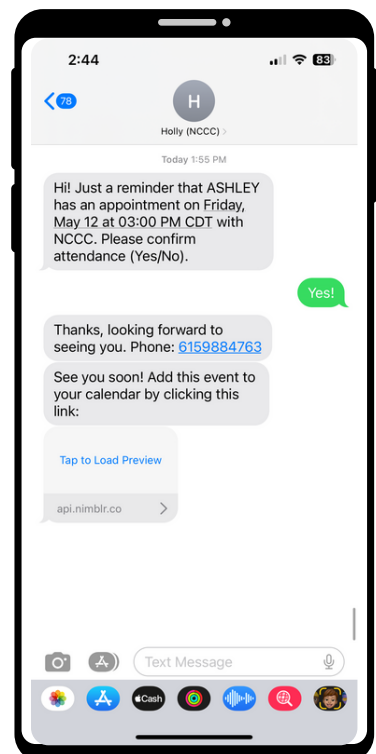 2:44
83
78
H
Holly (NCCC)
Today 1:55 PM
Hi! Just a reminder that ASHLEY
has an appointment on Friday,
May 12 at 03:00 PM CDT with
NCCC. Please confirm
attendance (Yes/No).
Yes!
Thanks, looking forward to
seeing you. Phone: 6159884763
See you soon! Add this event to
your calendar by clicking this
link:
Tap to Load Preview
api.nimblr.co
Text Message
Cash